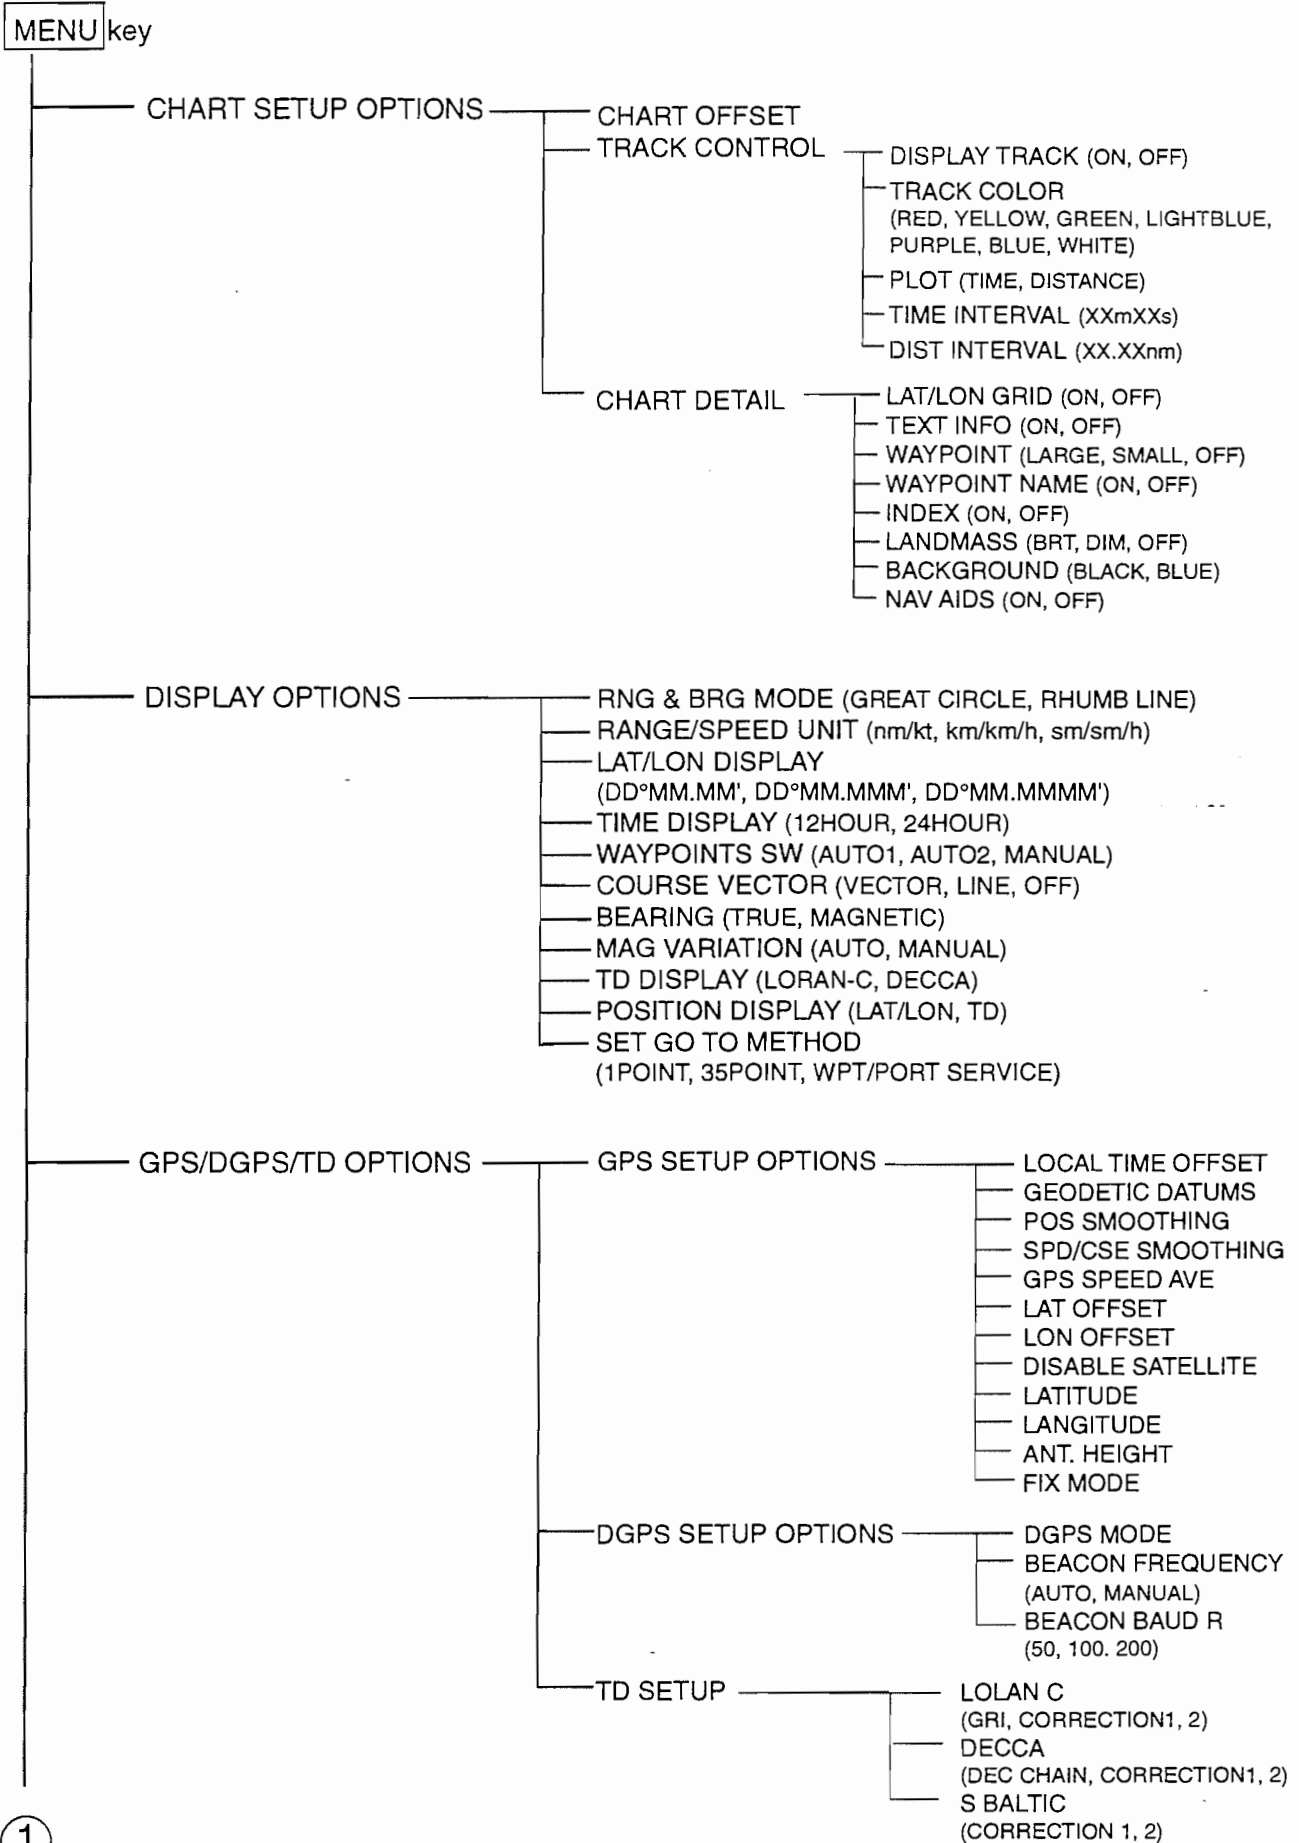 MENU key
CHART SETUP OPTIONS
CHART OFFSET
TRACK CONTROL
DISPLAY TRACK (ON, OFF)
TRACK COLOR
(RED, YELLOW, GREEN, LIGHTBLUE,
PURPLE, BLUE, WHITE)
PLOT (TIME, DISTANCE)
TIME INTERVAL (XXmXXs)
DIST INTERVAL (XX.XXnm)
CHART DETAIL
LAT/LON GRID (ON, OFF)
TEXT INFO (ON, OFF)
WAYPOINT (LARGE, SMALL, OFF)
WAYPOINT NAME (ON, OFF)
INDEX (ON, OFF)
LANDMASS (BRT, DIM, OFF)
BACKGROUND (BLACK, BLUE)
NAV AIDS (ON, OFF)
DISPLAY OPTIONS
RNG & BRG MODE (GREAT CIRCLE, RHUMB LINE)
RANGE/SPEED UNIT (nm/kt, km/km/h, sm/sm/h)
LAT/LON DISPLAY
(DD°MM.MM', DD°MM.MMM', DD°MM.MMMM')
TIME DISPLAY (12HOUR, 24HOUR)
WAYPOINTS SW (AUTO1, AUTO2, MANUAL)
COURSE VECTOR (VECTOR, LINE, OFF)
BEARING (TRUE, MAGNETIC)
MAG VARIATION (AUTO, MANUAL)
TD DISPLAY (LORAN-C, DECCA)
POSITION DISPLAY (LAT/LON, TD)
SET GO TO METHOD
(1POINT, 35POINT, WPT/PORT SERVICE)
GPS/DGPS/TD OPTIONS
GPS SETUP OPTIONS
LOCAL TIME OFFSET
GEODETIC DATUMS
POS SMOOTHING
SPD/CSE SMOOTHING
GPS SPEED AVE
LAT OFFSET
LON OFFSET
DISABLE SATELLITE
LATITUDE
LANGITUDE
ANT. HEIGHT
FIX MODE
DGPS SETUP OPTIONS
DGPS MODE
BEACON FREQUENCY
(AUTO, MANUAL)
BEACON BAUD R
(50, 100. 200)
TD SETUP
LOLAN C
(GRI, CORRECTION1, 2)
DECCA
(DEC CHAIN, CORRECTION1, 2)
S BALTIC
(CORRECTION 1, 2)
1